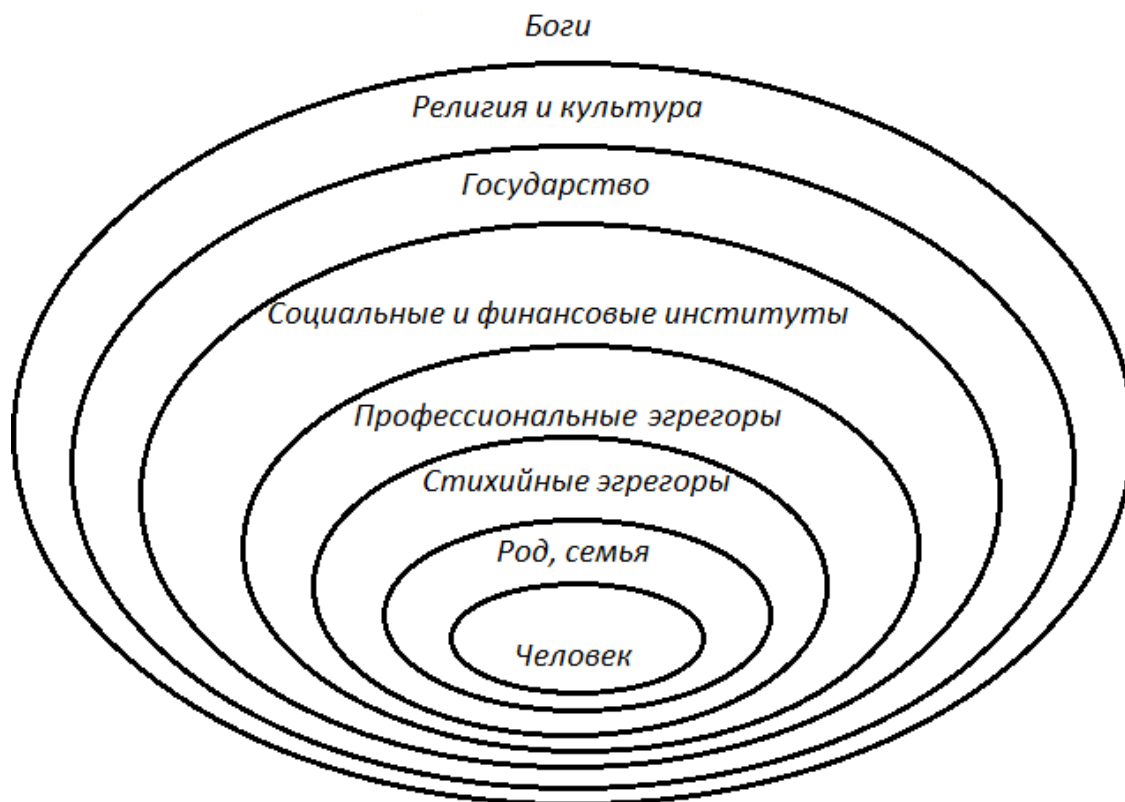 Боги
Религия и культура
Государство
Социальные и финансовые институты
Профессиональные эгрегоры
Стихийные эгрегоры
Род, семья
Человек